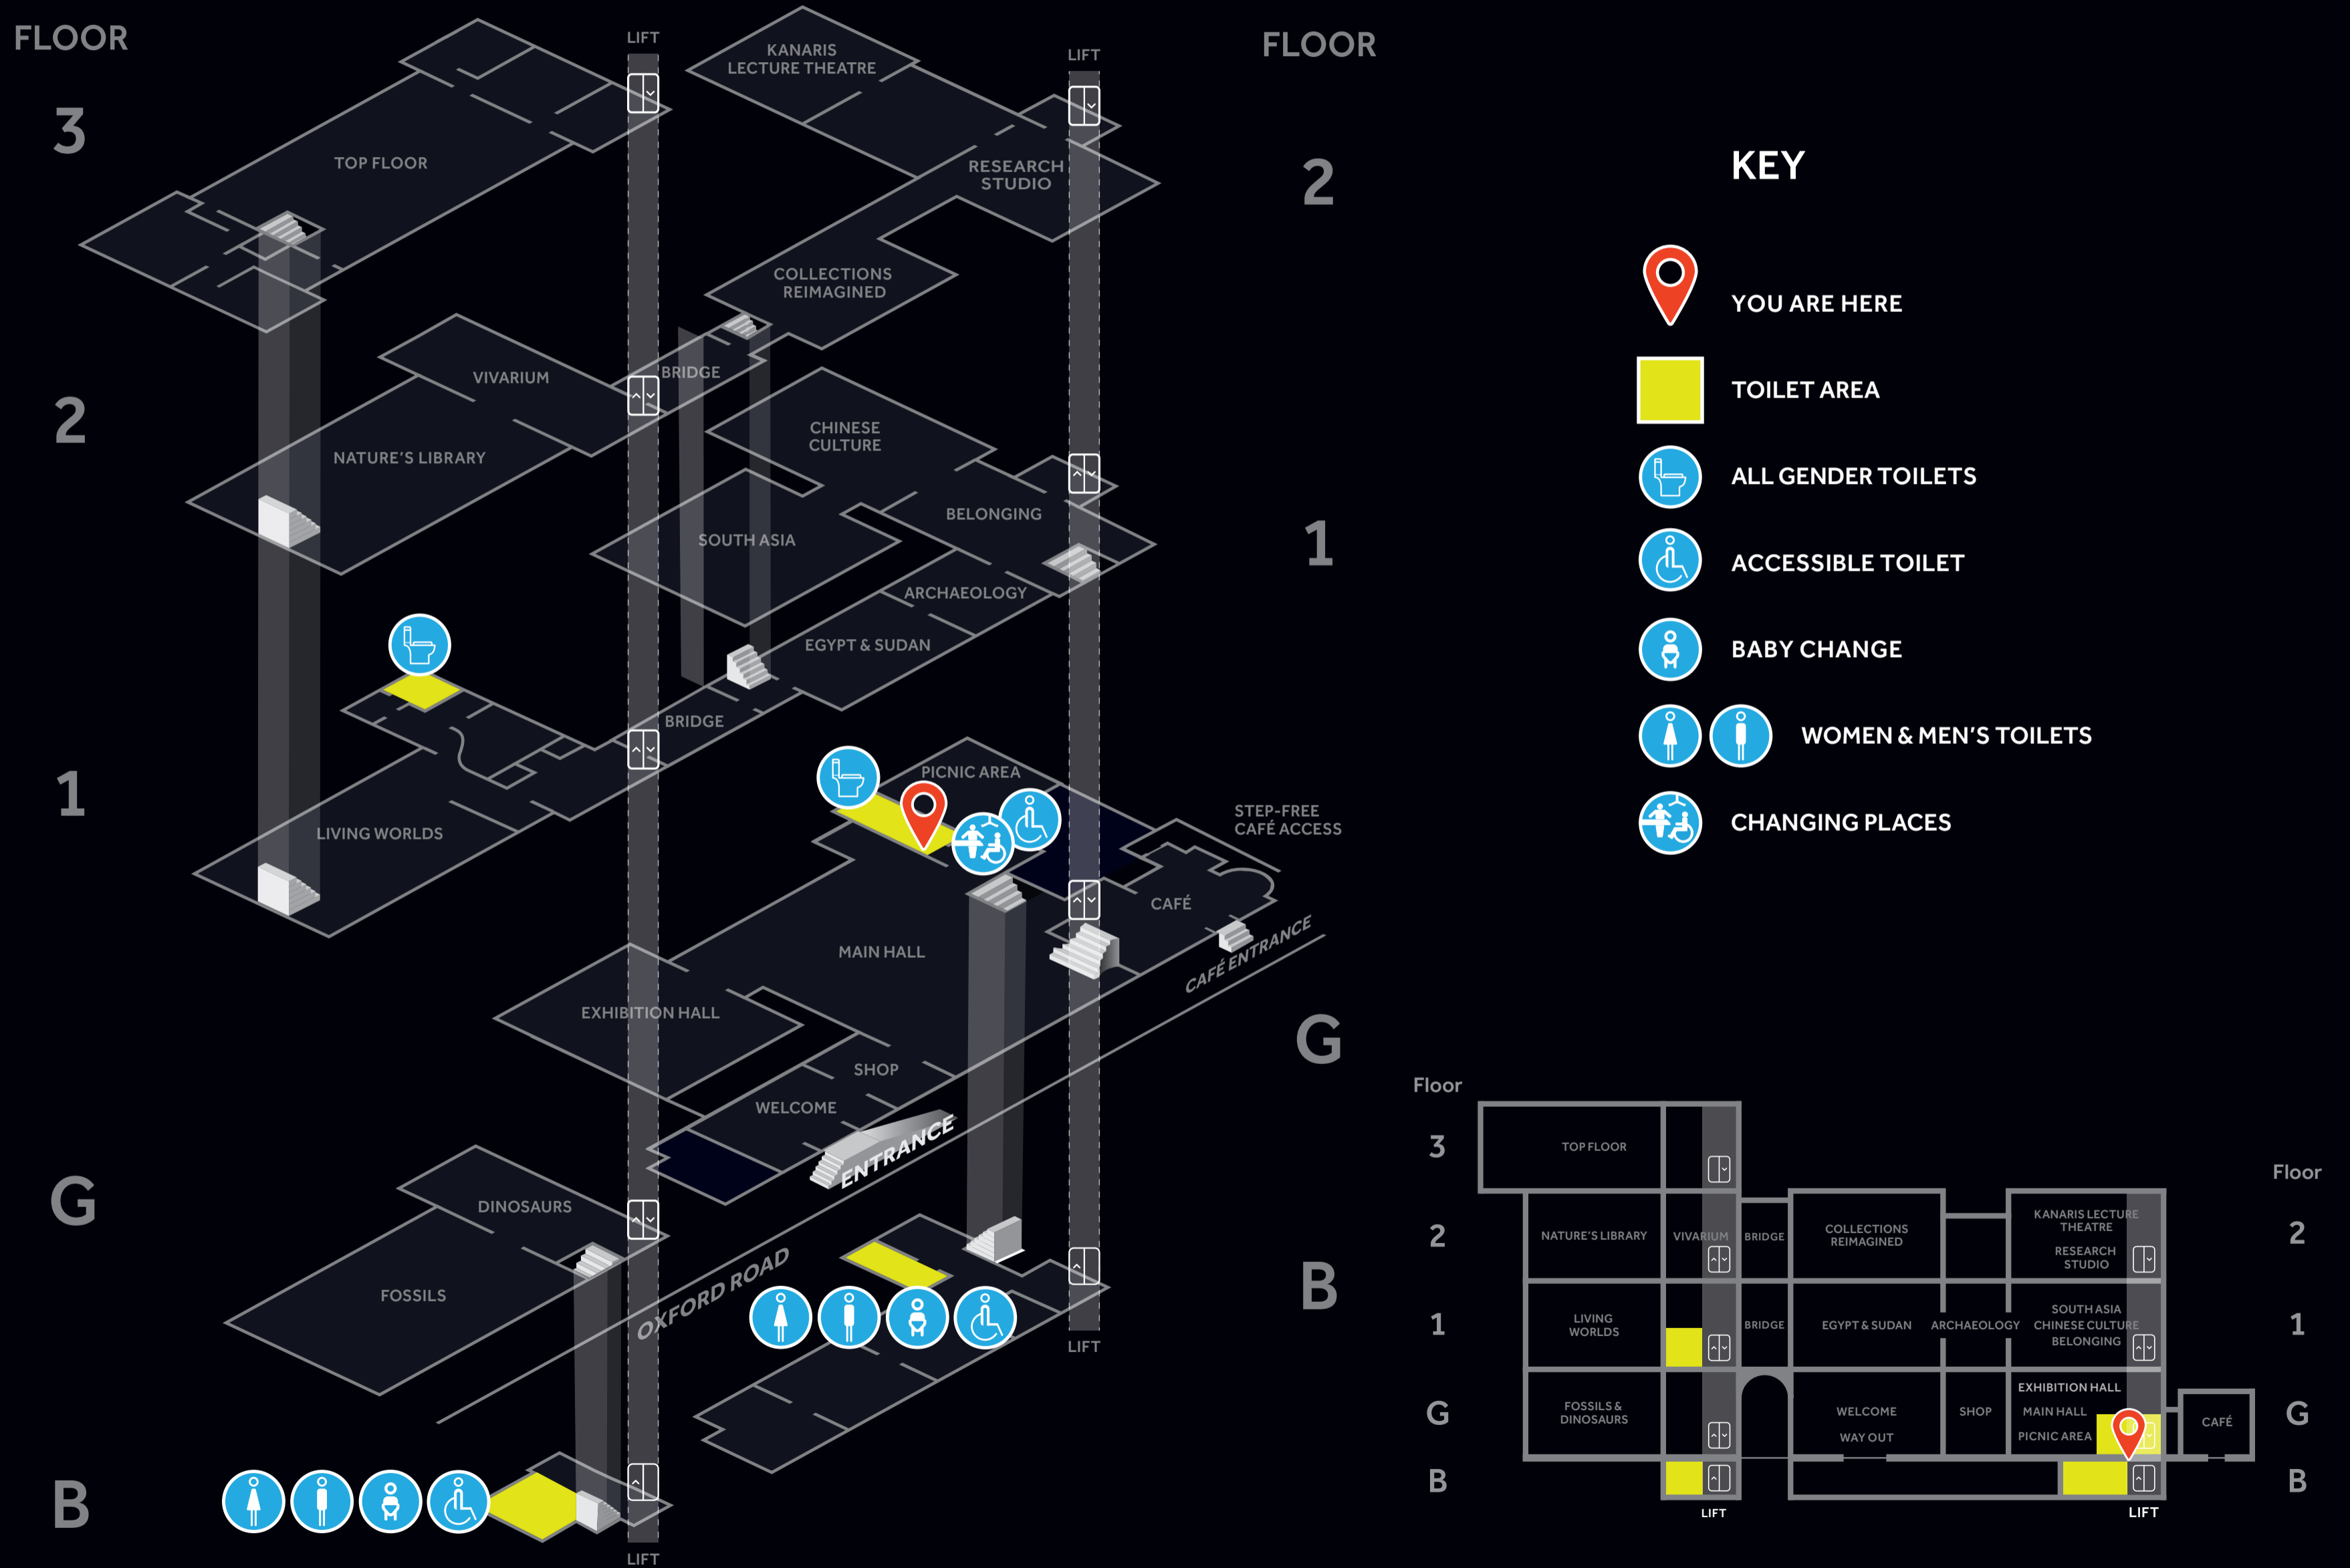 FLOOR
3
2
1
G
B
LIFT
TOP FLOOR
VIVARIUM
NATURE'S LIBRARY
LIVING WORLDS
DINOSAURS
FOSSILS
LIFT
KANARIS
LECTURE THEATRE
LIFT
RESEARCH
STUDIO
COLLECTIONS
REIMAGINED
BRIDGE
CHINESE
CULTURE
BELONGING
SOUTH ASIA
ARCHAEOLOGY
EGYPT & SUDAN
BRIDGE
PICNIC AREA
STEP-FREE
CAFÉ ACCESS
CAFÉ
CAFÉ ENTRANCE
MAIN HALL
EXHIBITION HALL
SHOP
WELCOME
ENTRANCE
OXFORD ROAD
LIFT
FLOOR
2
1
G
B
KEY
YOU ARE HERE
TOILET AREA
ALL GENDER TOILETS
ACCESSIBLE TOILET
BABY CHANGE
WOMEN & MEN'S TOILETS
CHANGING PLACES
Floor
3
TOP FLOOR
Floor
2
NATURE'S LIBRARY
VIVARIUM
BRIDGE
COLLECTIONS
REIMAGINED
KANARIS LECTURE
THEATRE
RESEARCH
STUDIO
2
1
LIVING
WORLDS
BRIDGE
EGYPT & SUDAN
ARCHAEOLOGY
SOUTH ASIA
CHINESE CULTURE
BELONGING
1
G
FOSSILS &
DINOSAURS
WELCOME
WAY OUT
SHOP
EXHIBITION HALL
MAIN HALL
PICNIC AREA
CAFÉ
G
B
B
LIFT
LIFT